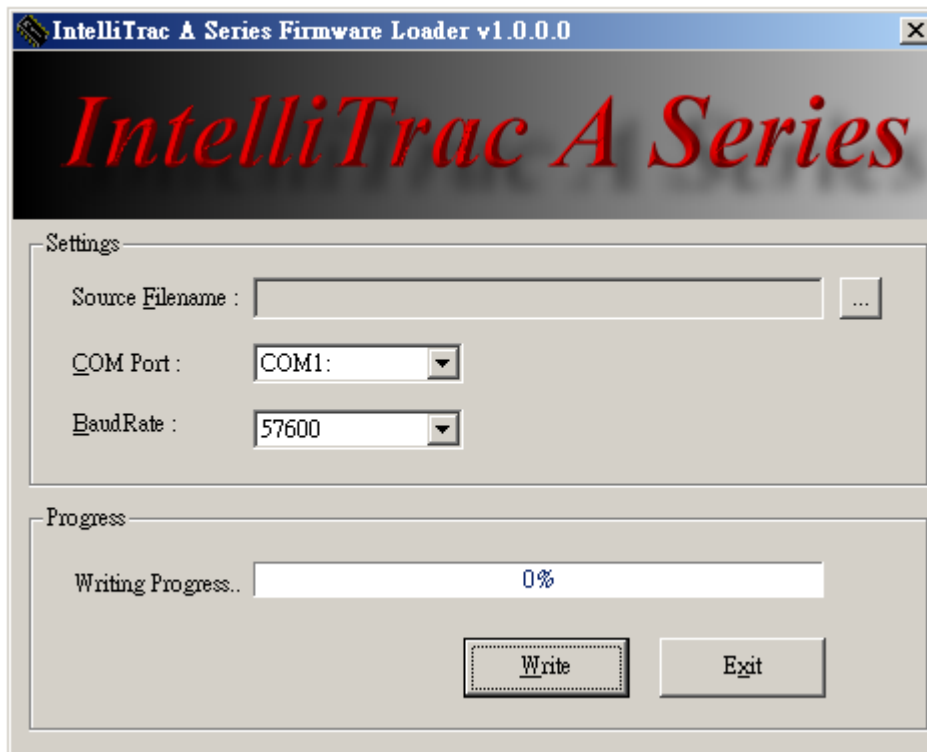 IntelliTrac A Series Firmware Loader v1.0.0.0
IntelliTrac A Series
Settings
Source Filename :
...
COM Port :
COM1:
BaudRate :
57600
Progress
Writing Progress..
0%
Write
Exit